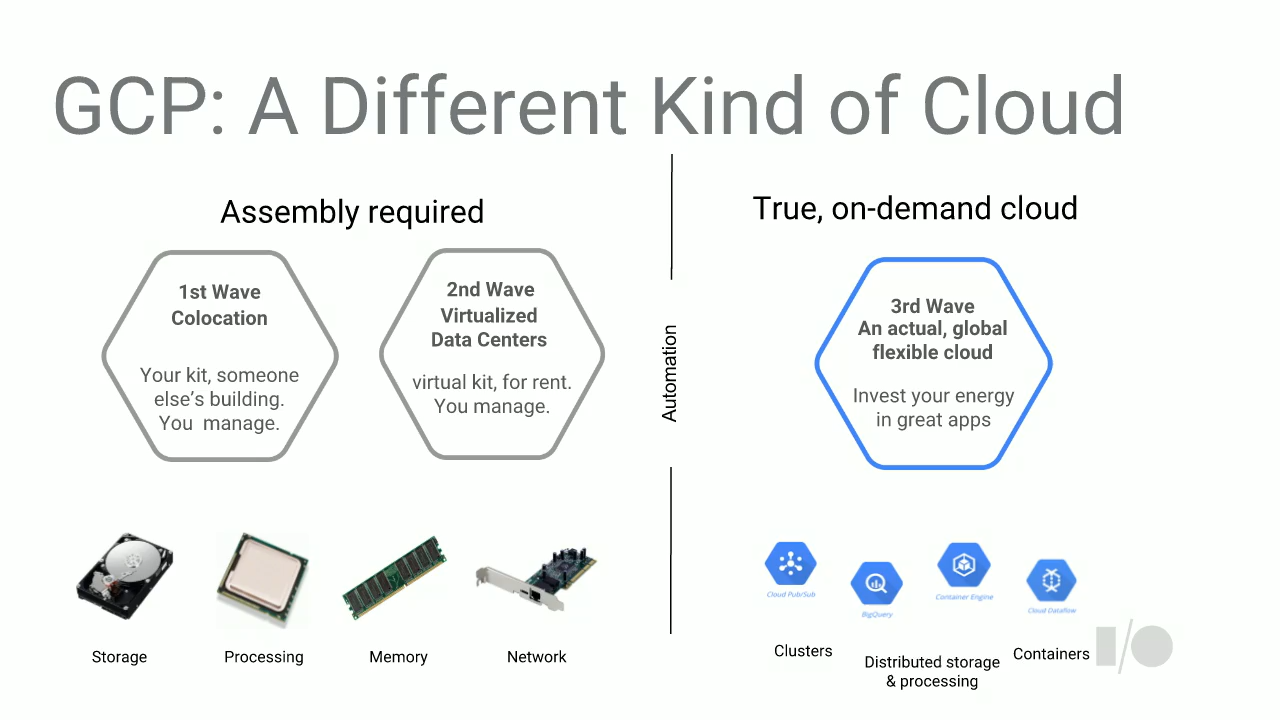 GCP: A Different Kind of Cloud
Assembly required
1st Wave
Colocation
Your kit, someone
else's building.
You manage.
2nd Wave
Virtualized
Data Centers
virtual kit, for rent.
You manage.
Storage
Processing
Memory
Network
Automation
True, on-demand cloud
3rd Wave
An actual, global
flexible cloud
Invest your energy
in great apps
Cloud Pub/Sub
BigQuery
Container Engine
Cloud Dataflow
Clusters
Distributed storage
& processing
Containers
I/O